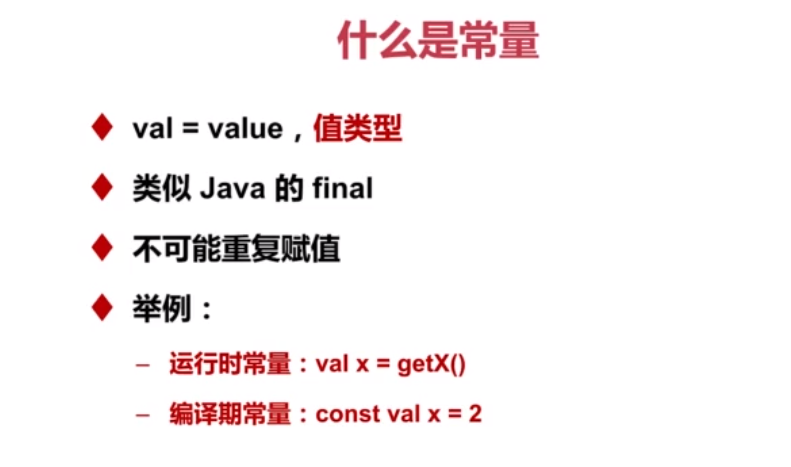 什么是常量
val = value，值类型
类似 Java 的 final
不可能重复赋值
举例：
– 运行时常量：val x = getX()
– 编译期常量：const val x = 2